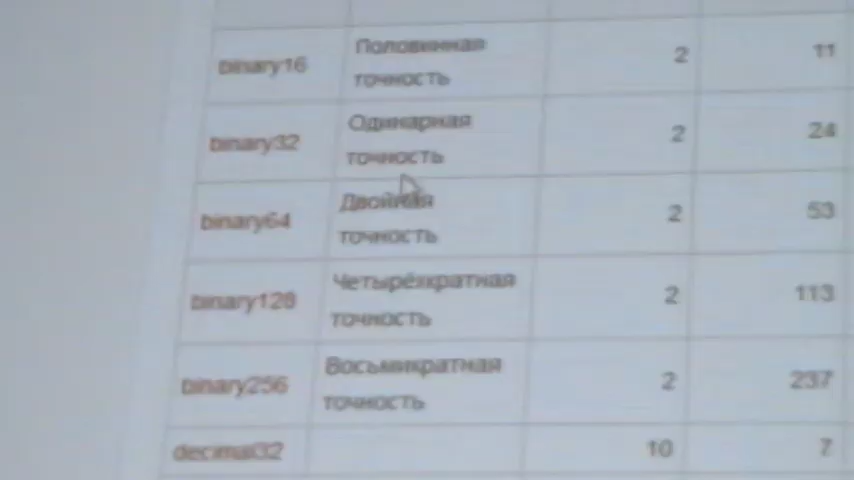 binary16 Половинная точность 2 11
binary32 Одинарная точность 2 24
binary64 Двойная точность 2 53
binary128 Четырёхкратная точность 2 113
binary256 Восьмикратная точность 2 237
decimal32 10 7